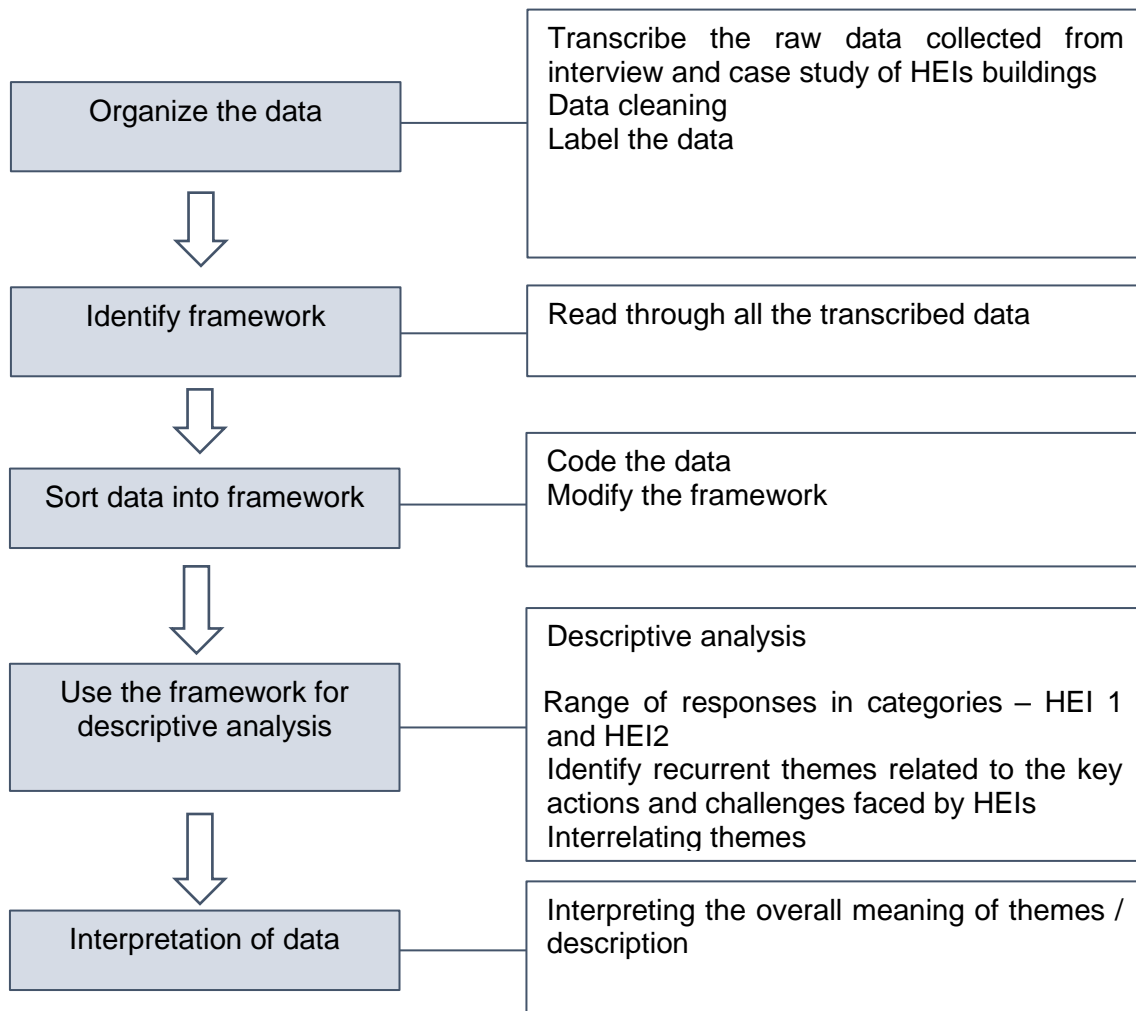 Organize the data
Transcribe the raw data collected from
interview and case study of HEIs buildings
Data cleaning
Label the data
Identify framework
Read through all the transcribed data
Sort data into framework
Code the data
Modify the framework
Use the framework for
descriptive analysis
Descriptive analysis
Range of responses in categories – HEI 1
and HEI2
Identify recurrent themes related to the key
actions and challenges faced by HEIs
Interrelating themes
Interpretation of data
Interpreting the overall meaning of themes /
description